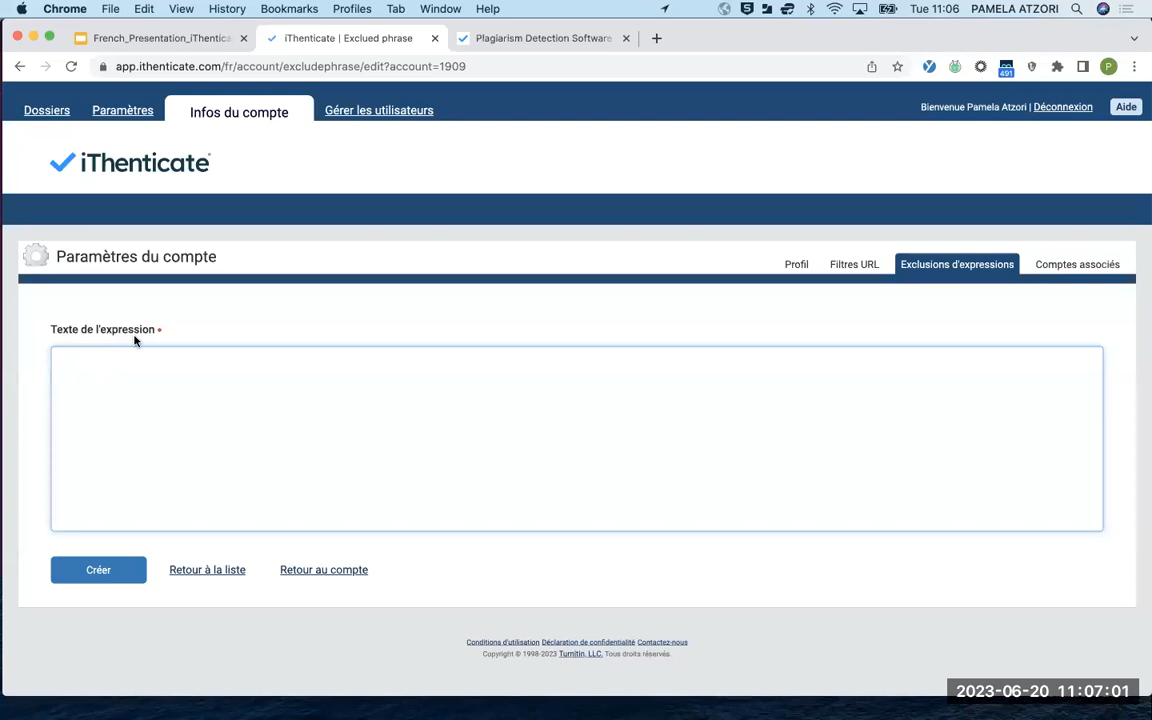 Chrome File Edit View History Bookmarks Profiles Tab Window Help Tue 11:06 PAMELA ATZORI
French_Presentation_iThentica iThenticate | Exclued phrase Plagiarism Detection Software
app.ithenticate.com/fr/account/excludephrase/edit?account=1909 491 P
Dossiers Paramètres Infos du compte Gérer les utilisateurs Bienvenue Pamela Atzori | Déconnexion Aide
iThenticate
Paramètres du compte Profil Filtres URL Exclusions d'expressions Comptes associés
Texte de l'expression
Créer Retour à la liste Retour au compte
Conditions d'utilisation Déclaration de confidentialité Contactez-nous
Copyright © 1998-2023 Turnitin, LLC. Tous droits réservés.
2023-06-20 11:07:01